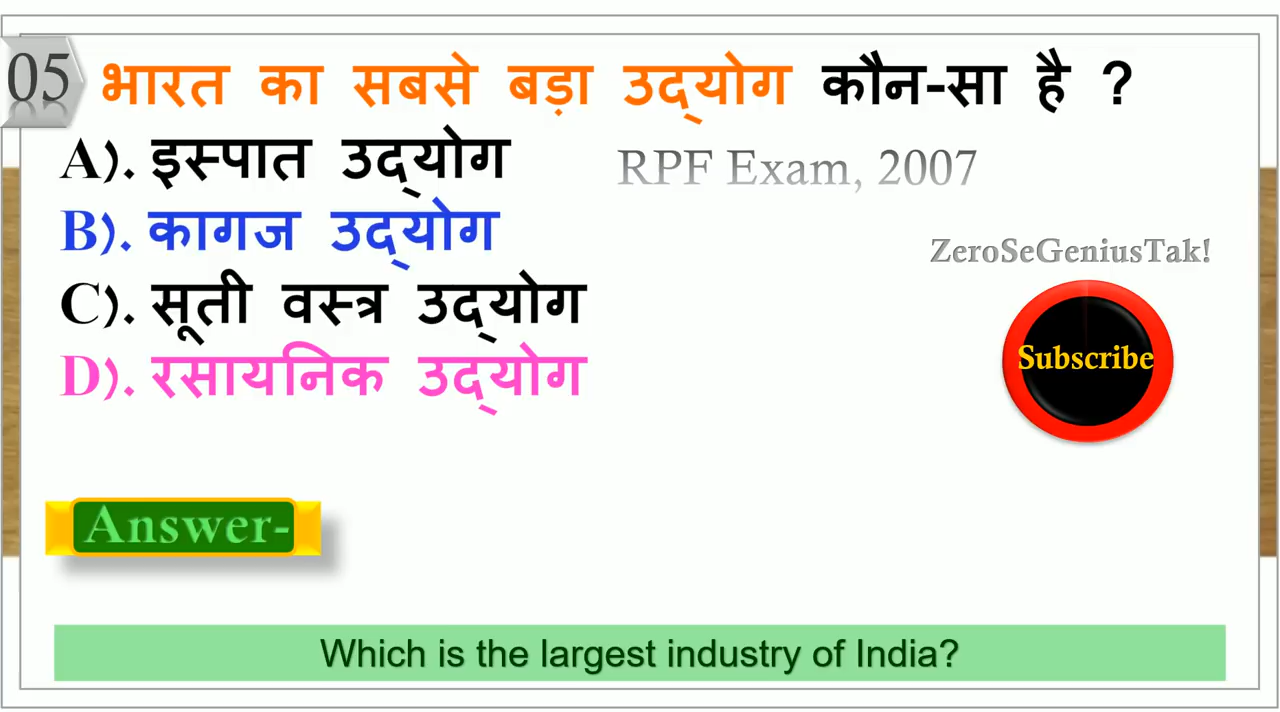 05 भारत का सबसे बड़ा उद्योग कौन-सा है ?
A). इस्पात उद्योग
RPF Exam, 2007
B). कागज उद्योग
ZeroSeGeniusTak!
C). सूती वस्त्र उद्योग
Subscribe
D). रसायनिक उद्योग
Answer-
Which is the largest industry of India?